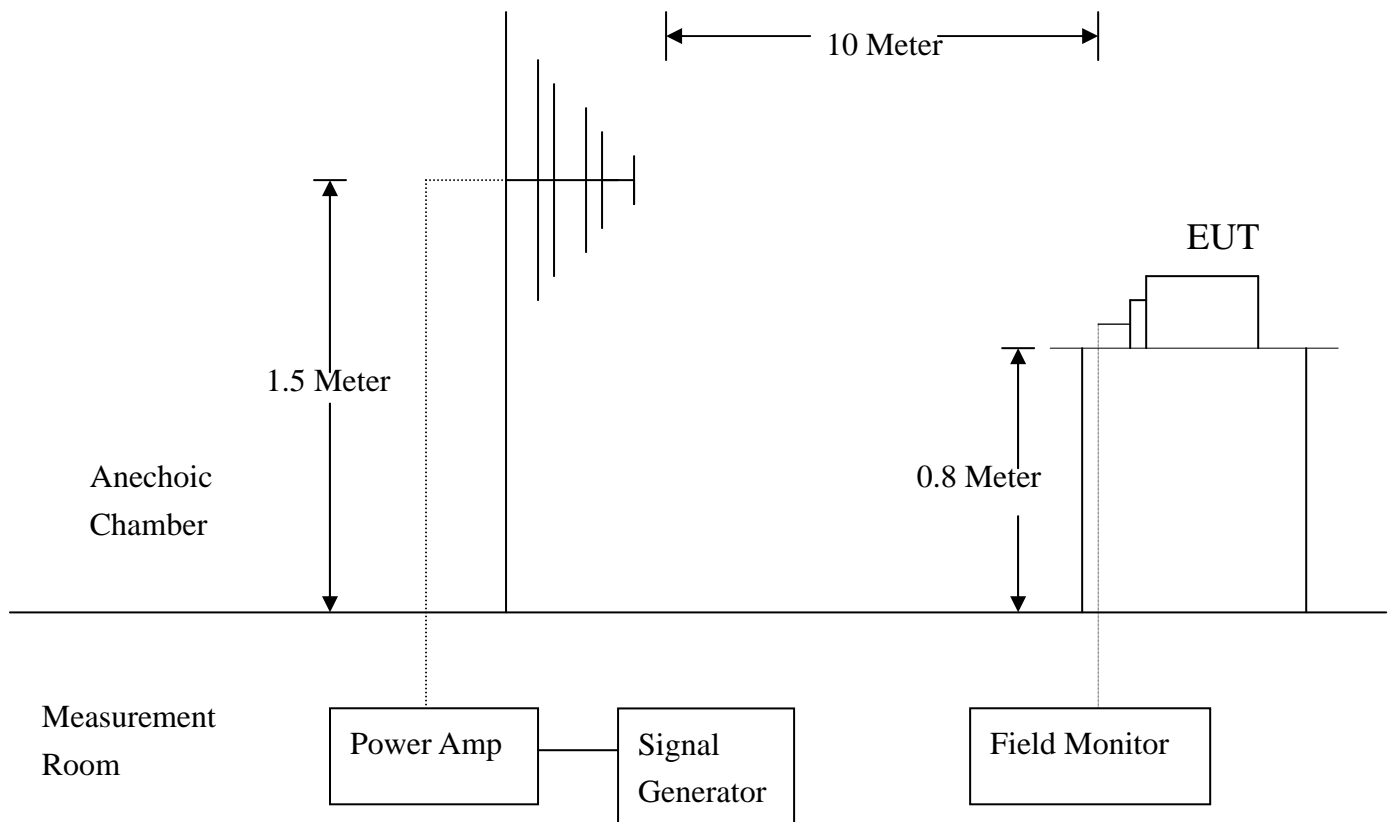 10 Meter
EUT
1.5 Meter
0.8 Meter
Anechoic
Chamber
Measurement
Room
Power Amp
Signal
Generator
Field Monitor